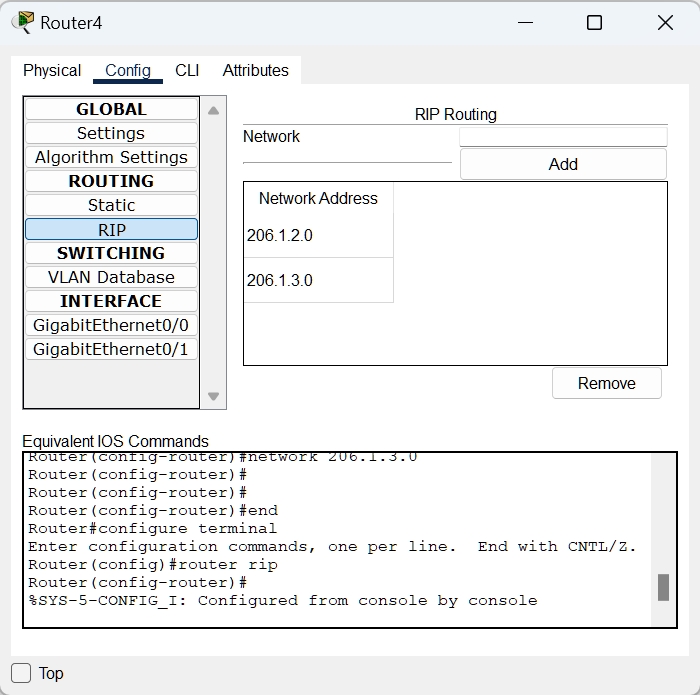 Router4
Physical Config CLI Attributes
GLOBAL
Settings
Algorithm Settings
ROUTING
Static
RIP
SWITCHING
VLAN Database
INTERFACE
GigabitEthernet0/0
GigabitEthernet0/1
RIP Routing
Network
Add
Network Address
206.1.2.0
206.1.3.0
Remove
Equivalent IOS Commands
Router(config-router)#network 206.1.3.0
Router(config-router)#
Router(config-router)#
Router(config-router)#end
Router#configure terminal
Enter configuration commands, one per line.  End with CNTL/Z.
Router(config)#router rip
Router(config-router)#
%SYS-5-CONFIG_I: Configured from console by console
Top